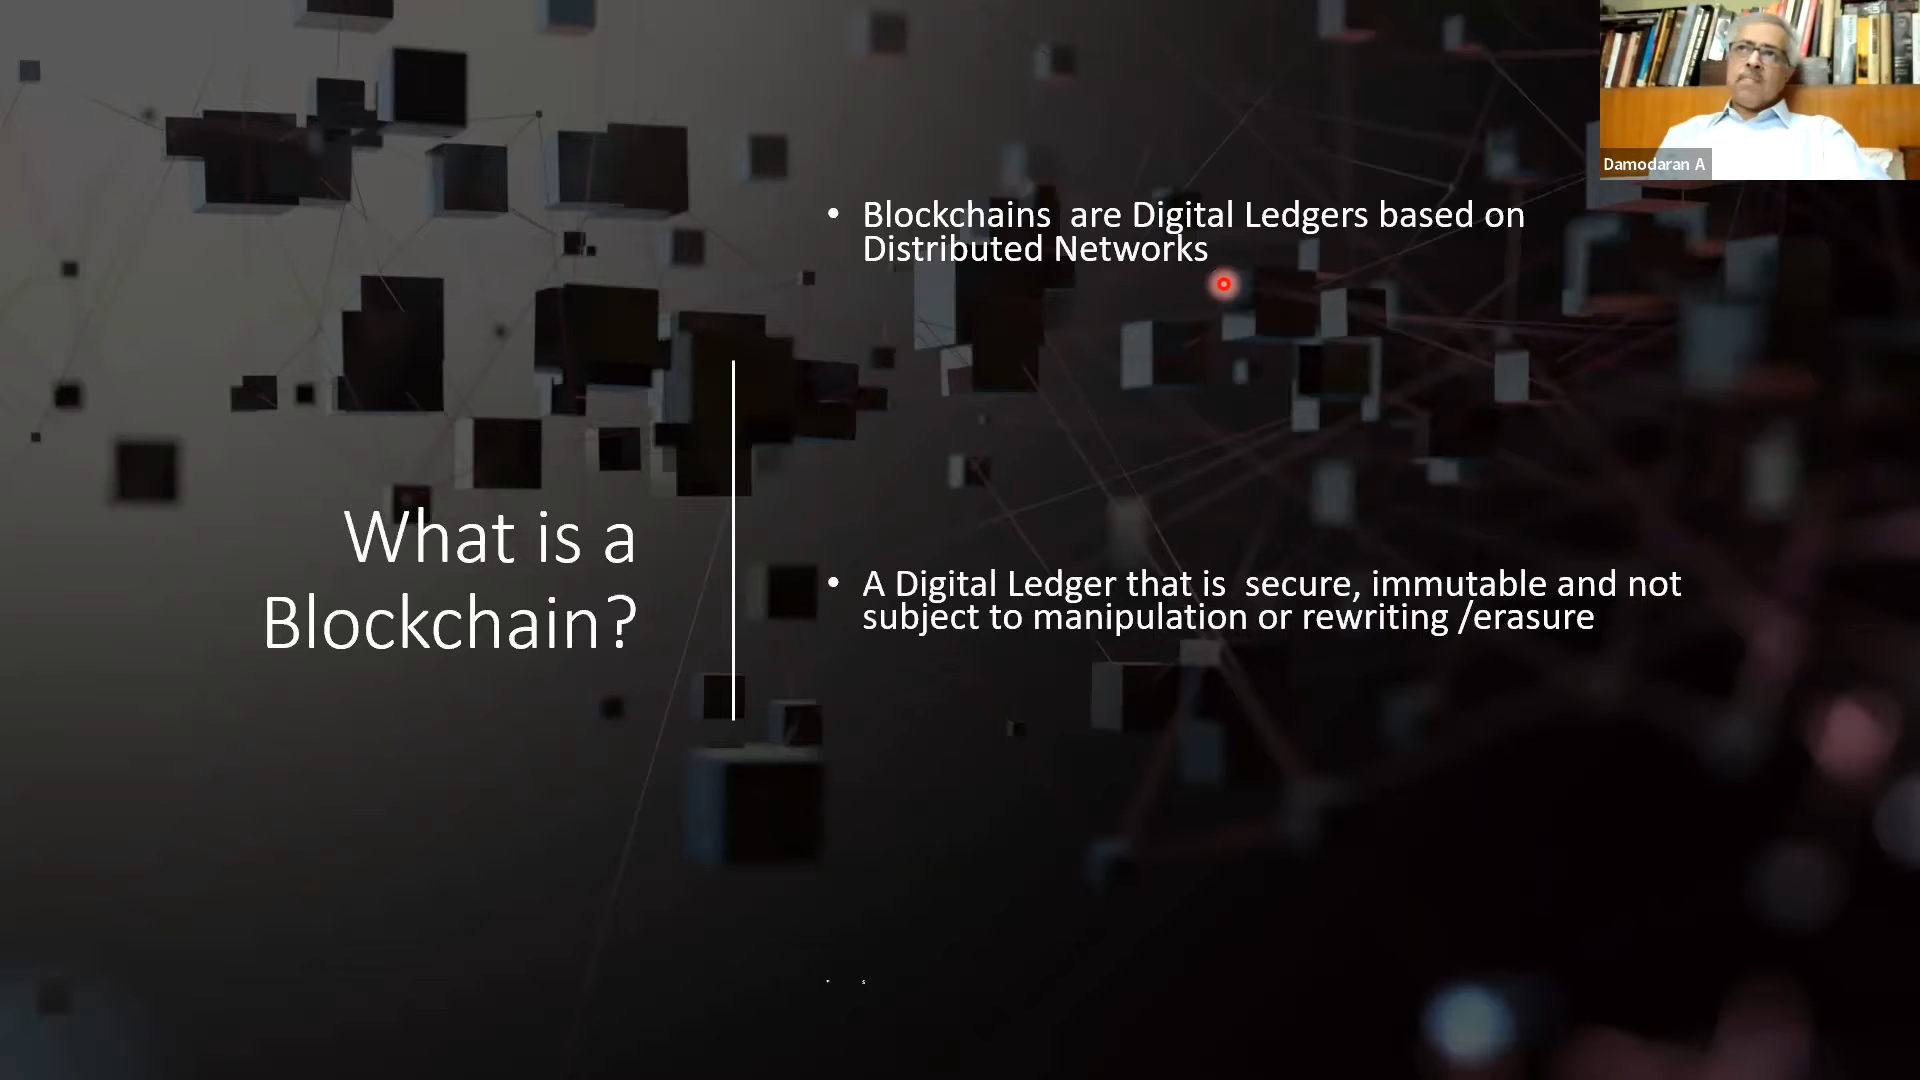 What is a
Blockchain?
• Blockchains  are Digital Ledgers based on
Distributed Networks
• A Digital Ledger that is  secure, immutable and not
subject to manipulation or rewriting /erasure
Damodaran A